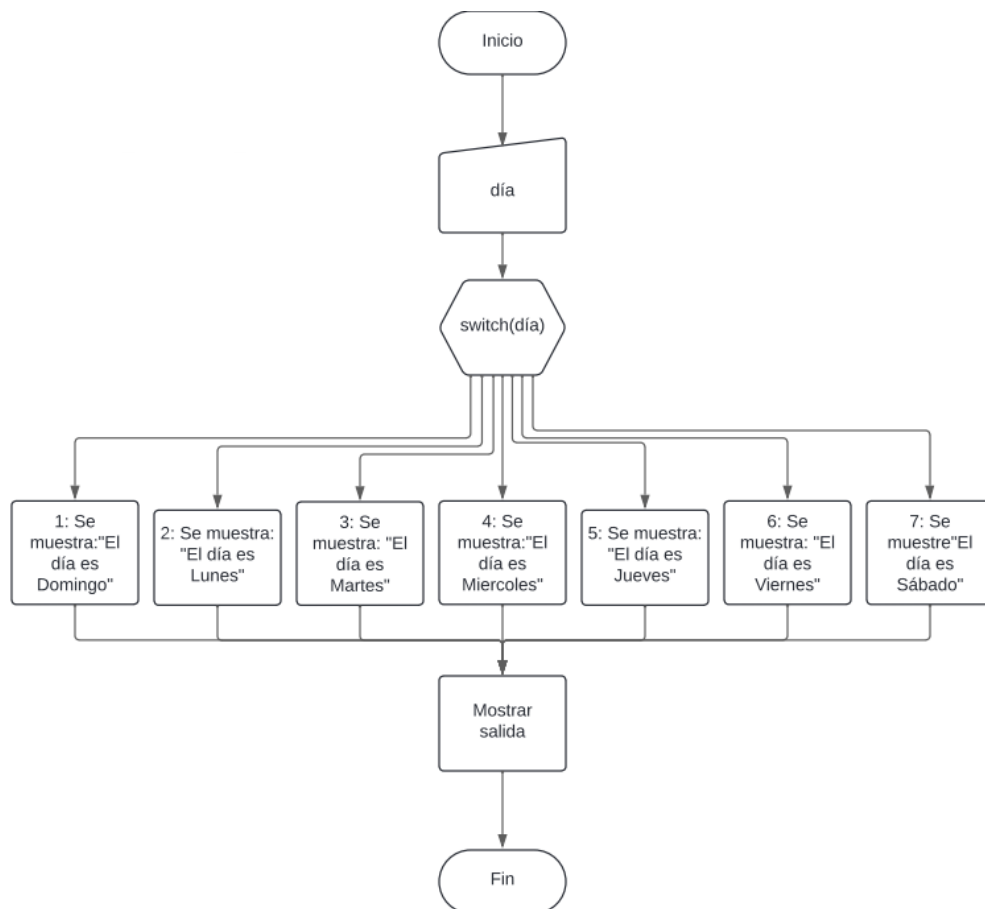 Inicio
día
switch(día)
1: Se
muestra:"El
día es
Domingo"
2: Se muestra:
"El día es
Lunes"
3: Se
muestra: "El
día es
Martes"
4: Se
muestra:"El
día es
Miercoles"
5: Se muestra:
"El día es
Jueves"
6: Se
muestra: "El
día es
Viernes"
7: Se
muestre"El
día es
Sábado"
Mostrar
salida
Fin